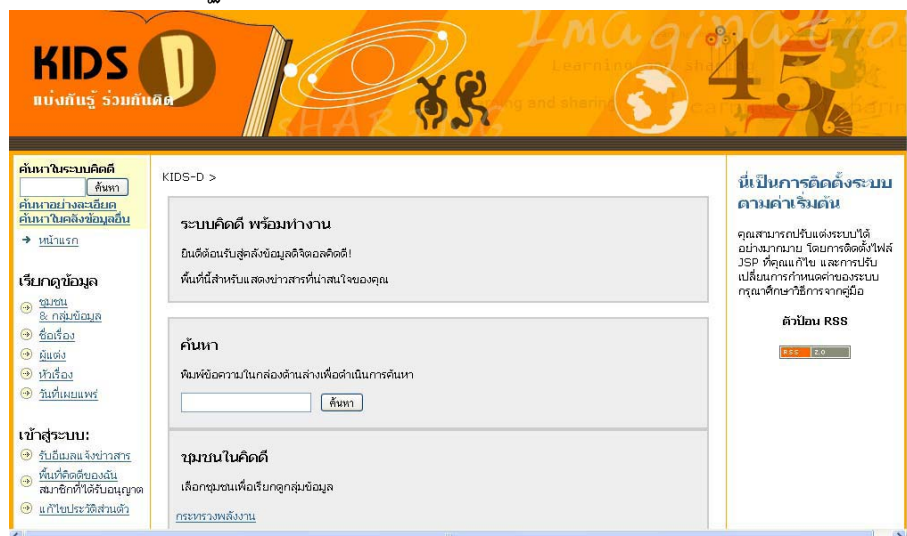 Imagination
Learning and sharing
KIDS D
แบ่งกันรู้ ร่วมกันคิด
sHARING
ค้นหาในระบบคิดดี
ค้นหา
ค้นหาอย่างละเอียด
ค้นหาในคลังข้อมูลอื่น
หน้าแรก
เรียกดูข้อมูล
ชุมชน
& กลุ่มข้อมูล
ชื่อเรื่อง
ผู้แต่ง
หัวเรื่อง
วันที่เผยแพร่
เข้าสู่ระบบ:
รับอีเมลแจ้งข่าวสาร
พื้นที่คิดดีของฉัน
สมาชิกที่ได้รับอนุญาต
แก้ไขประวัติส่วนตัว
KIDS-D >
ระบบคิดดี พร้อมทำงาน
ยินดีต้อนรับสู่คลังข้อมูลดิจิตอลคิดดี!
พื้นที่นี้สำหรับแสดงข่าวสารที่น่าสนใจของคุณ
ค้นหา
พิมพ์ข้อความในกล่องด้านล่างเพื่อดำเนินการค้นหา
ค้นหา
ชุมชนในคิดดี
เลือกชุมชนเพื่อเรียกดูกลุ่มข้อมูล
กระทรวงพลังงาน
นี่เป็นการติดตั้งระบบ
ตามค่าเริ่มต้น
คุณสามารถปรับแต่งระบบได้
อย่างมากมาย โดยการติดตั้งไฟล์
JSP ที่คุณแก้ไข และการปรับ
เปลี่ยนการกำหนดค่าของระบบ
กรุณาศึกษาวิธีการจากคู่มือ
ตัวป้อน RSS
RSS 2.0